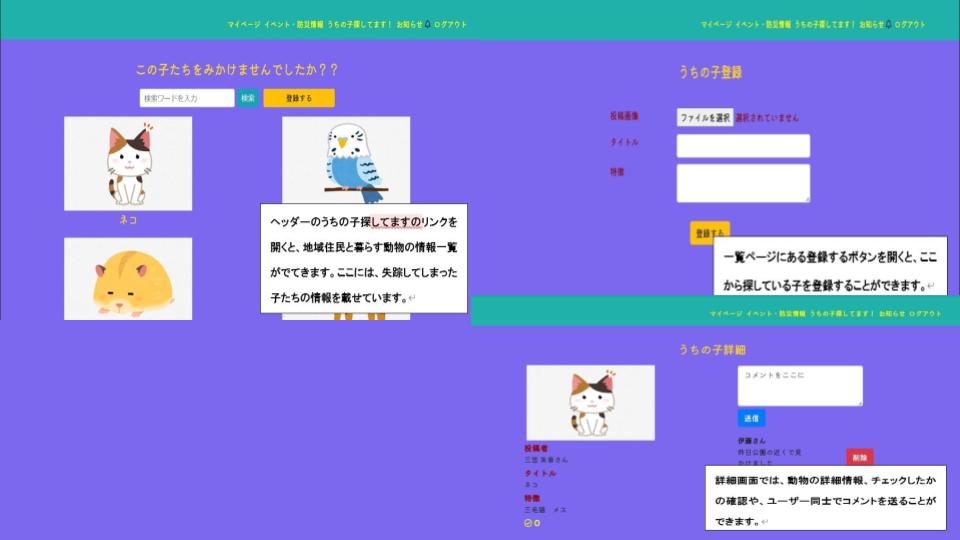 マイページ イベント・防災情報 うちの子探してます！ お知らせ ログアウト
この子たちをみかけませんでしたか？？
検索ワードを入力 検索 登録する
ネコ
ヘッダーのうちの子探してますのリンクを
開くと、地域住民と暮らす動物の情報一覧
がでてきます。ここには、失踪してしまった
子たちの情報を載せています。
マイページ イベント・防災情報 うちの子探してます！ お知らせ ログアウト
うちの子登録
投稿画像 ファイルを選択 選択されていません
タイトル
特徴
登録する
一覧ページにある登録するボタンを開くと、ここ
から探している子を登録することができます。
マイページ イベント・防災情報 うちの子探してます！ お知らせ ログアウト
うちの子詳細
コメントをここに
送信
投稿者
タイトル
ネコ
特徴
三毛猫 メス
0
伊藤さん
昨日公園の近くで見
かけました
削除
詳細画面では、動物の詳細情報、チェックしたか
の確認や、ユーザー同士でコメントを送ることが
できます。